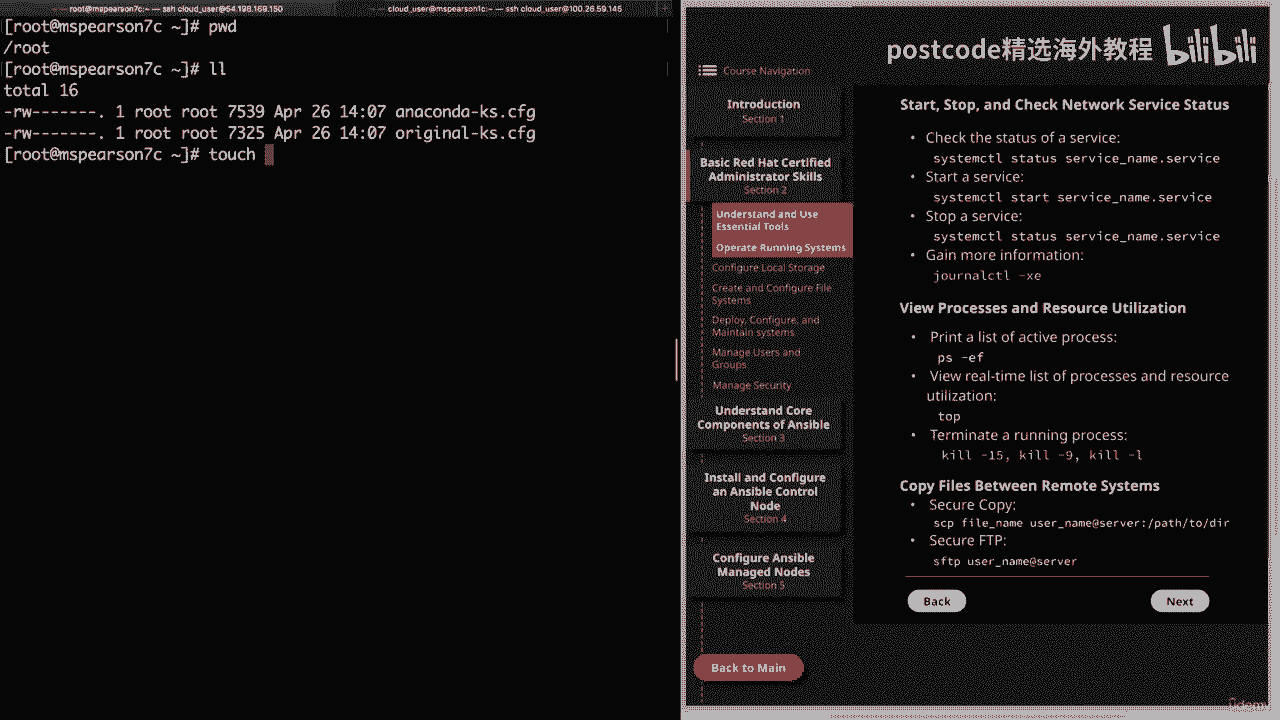 root@mspearson7c:~ — ssh cloud_user@64.198.169.150
cloud_user@mspearson1c:~ — ssh cloud_user@100.26.59.145
[root@mspearson7c ~]# pwd
/root
[root@mspearson7c ~]# ll
total 16
-rw-------. 1 root root 7539 Apr 26 14:07 anaconda-ks.cfg
-rw-------. 1 root root 7325 Apr 26 14:07 original-ks.cfg
[root@mspearson7c ~]# touch
postcode精选海外教程 bilibili
Course Navigation
Introduction
Section 1
Basic Red Hat Certified
Administrator Skills
Section 2
Understand and Use
Essential Tools
Operate Running Systems
Configure Local Storage
Create and Configure File
Systems
Deploy, Configure, and
Maintain systems
Manage Users and
Groups
Manage Security
Understand Core
Components of Ansible
Section 3
Install and Configure
an Ansible Control
Node
Section 4
Configure Ansible
Managed Nodes
Section 5
Back to Main
Start, Stop, and Check Network Service Status
• Check the status of a service:
systemctl status service_name.service
• Start a service:
systemctl start service_name.service
• Stop a service:
systemctl status service_name.service
• Gain more information:
journalctl -xe
View Processes and Resource Utilization
• Print a list of active process:
ps -ef
• View real-time list of processes and resource
utilization:
top
• Terminate a running process:
kill -15, kill -9, kill -l
Copy Files Between Remote Systems
• Secure Copy:
scp file_name user_name@server:/path/to/dir
• Secure FTP:
sftp user_name@server
Back
Next
Udemy